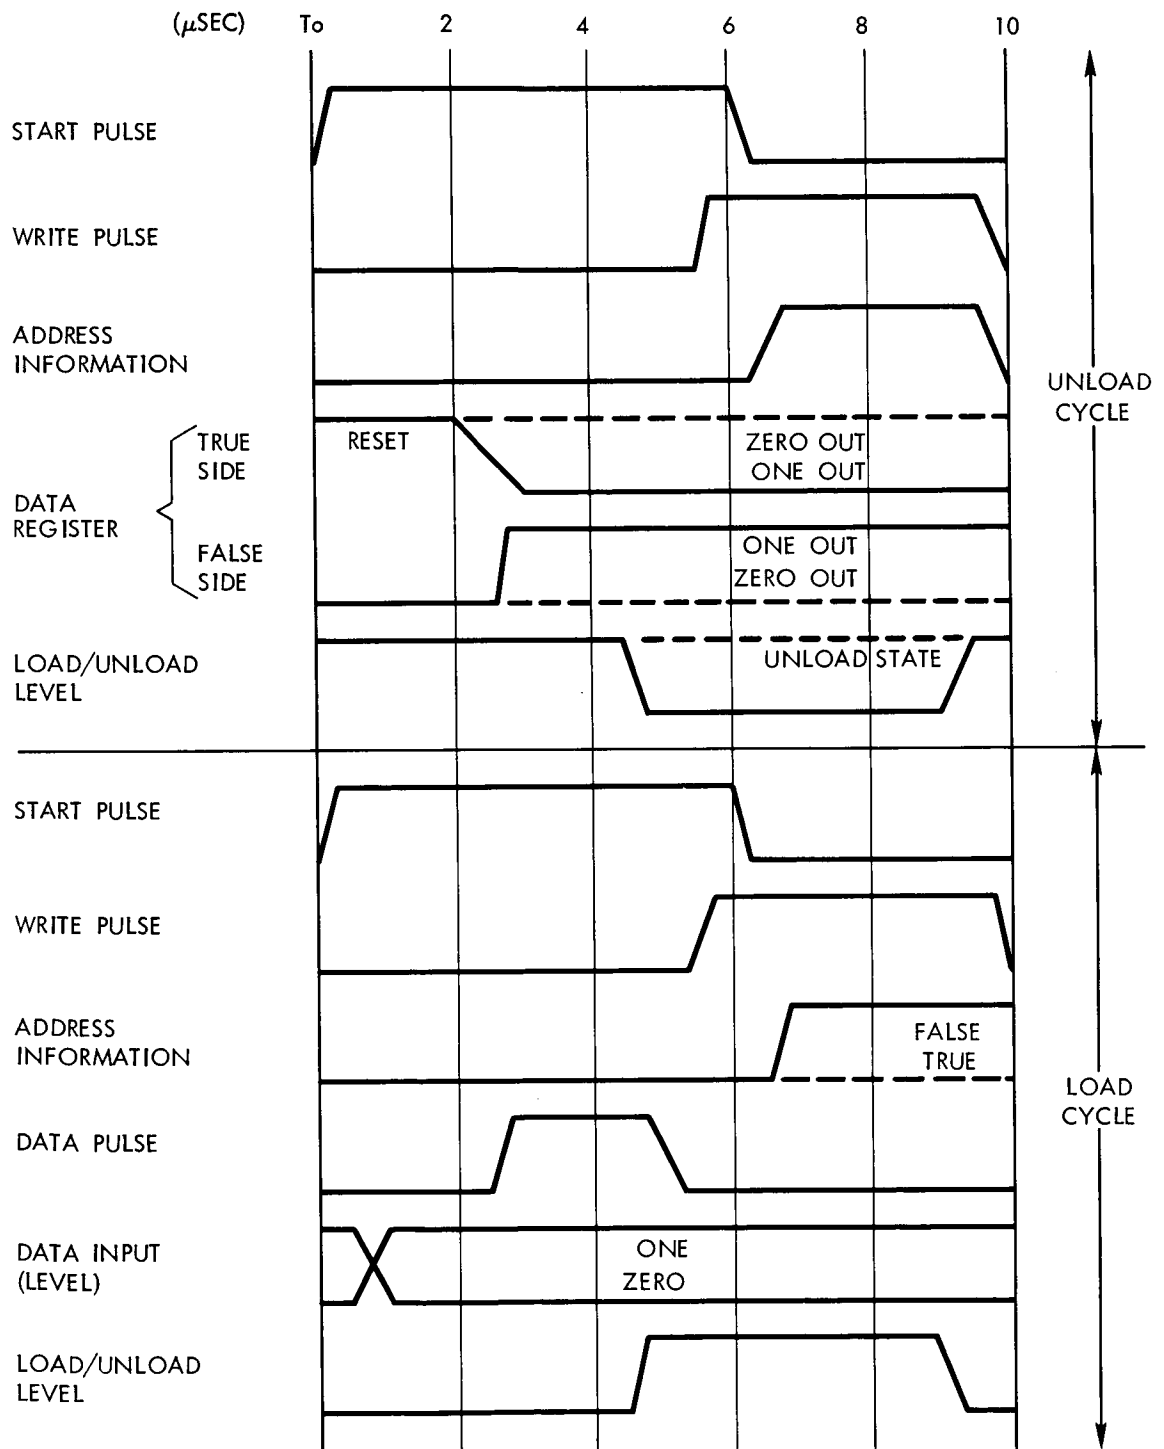 (μSEC) To 2 4 6 8 10
START PULSE
WRITE PULSE
ADDRESS
INFORMATION
UNLOAD
CYCLE
DATA
REGISTER
TRUE
SIDE
RESET
ZERO OUT
ONE OUT
FALSE
SIDE
ONE OUT
ZERO OUT
LOAD/UNLOAD
LEVEL
UNLOAD STATE
START PULSE
WRITE PULSE
ADDRESS
INFORMATION
FALSE
TRUE
LOAD
CYCLE
DATA PULSE
DATA INPUT
(LEVEL)
ONE
ZERO
LOAD/UNLOAD
LEVEL